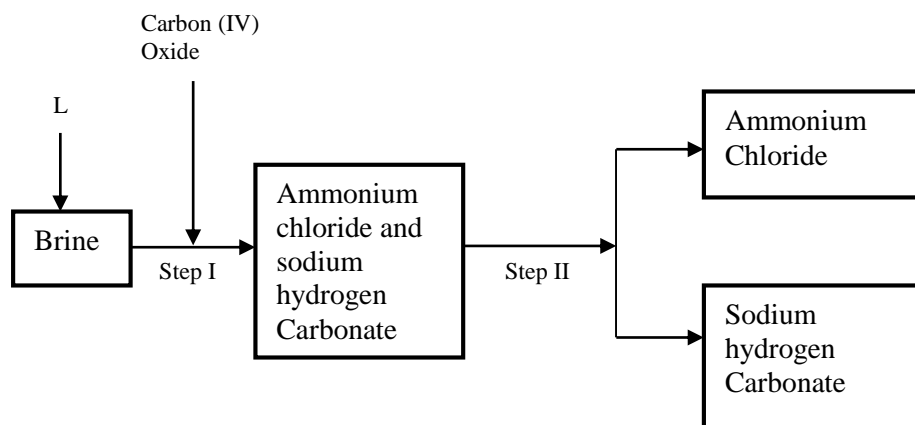 Carbon (IV)
Oxide
L
Brine
Step I
Ammonium
chloride and
sodium
hydrogen
Carbonate
Step II
Ammonium
Chloride
Sodium
hydrogen
Carbonate